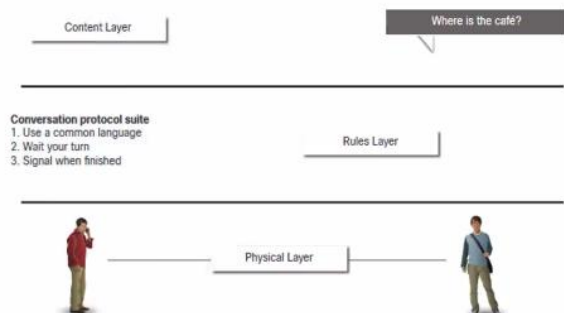 Content Layer
Where is the café?
Conversation protocol suite
1. Use a common language
2. Wait your turn
3. Signal when finished
Rules Layer
Physical Layer